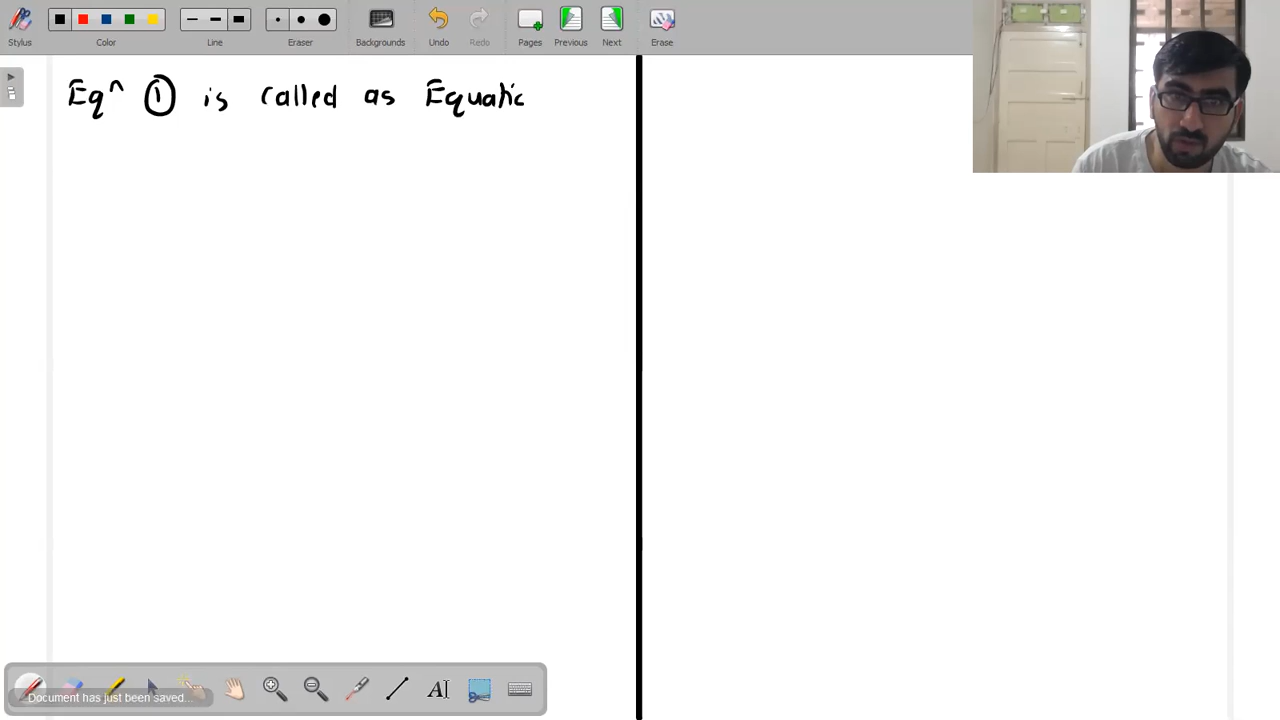 Stylus
Color
Line
Eraser
Backgrounds
Undo
Redo
Pages
Previous
Next
Erase
Eqn ① is called as Equatic
Document has just been saved...